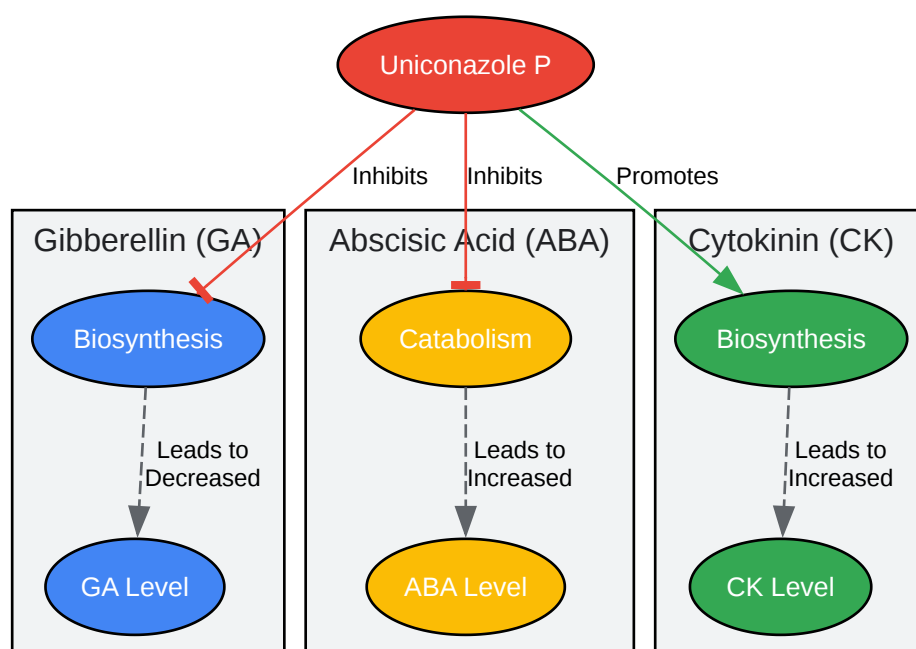 Uniconazole P
Inhibits
Inhibits
Promotes
Gibberellin (GA)
Abscisic Acid (ABA)
Cytokinin (CK)
Biosynthesis
Catabolism
Biosynthesis
Leads to
Decreased
Leads to
Increased
Leads to
Increased
GA Level
ABA Level
CK Level